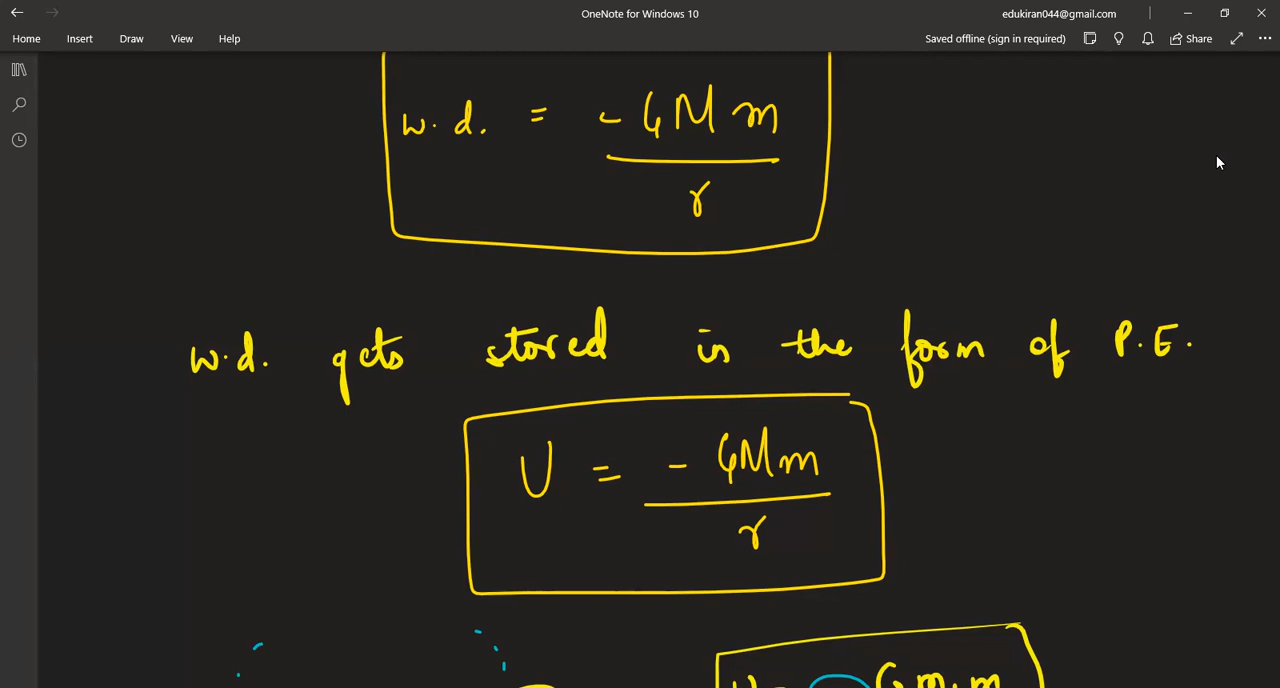 OneNote for Windows 10
edukiran044@gmail.com
Home Insert Draw View Help
Saved offline (sign in required) Share
w.d. = - GMm
r
w.d. gets stored in the form of P.E.
U = - GMm
r